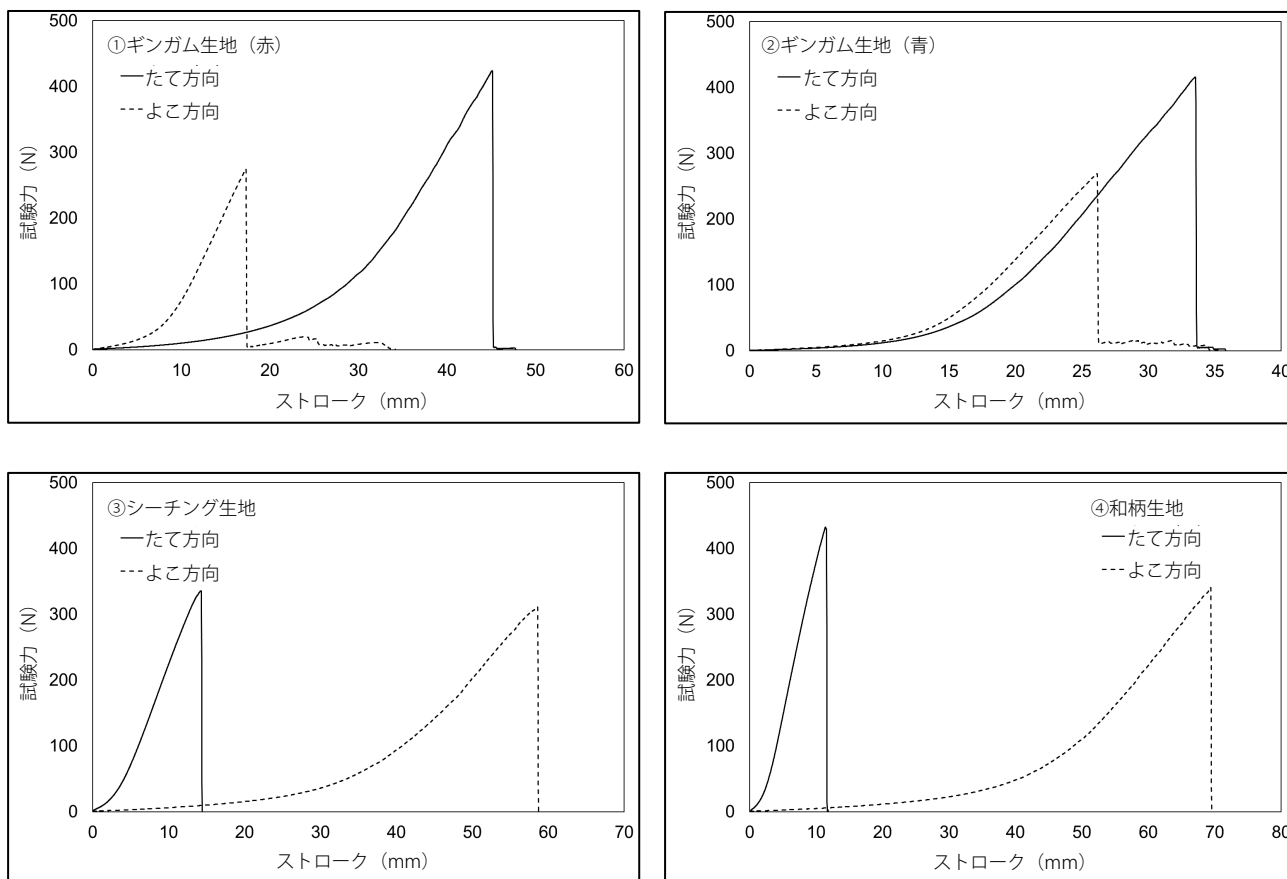 ①ギンガム生地（赤）
たて方向
よこ方向
試験力（N）
500
400
300
200
100
0
0 10 20 30 40 50 60
ストローク（mm）
②ギンガム生地（青）
たて方向
よこ方向
試験力（N）
500
400
300
200
100
0
0 5 10 15 20 25 30 35 40
ストローク（mm）
③シーチング生地
たて方向
よこ方向
試験力（N）
500
400
300
200
100
0
0 10 20 30 40 50 60 70
ストローク（mm）
④和柄生地
たて方向
よこ方向
試験力（N）
500
400
300
200
100
0
0 10 20 30 40 50 60 70 80
ストローク（mm）